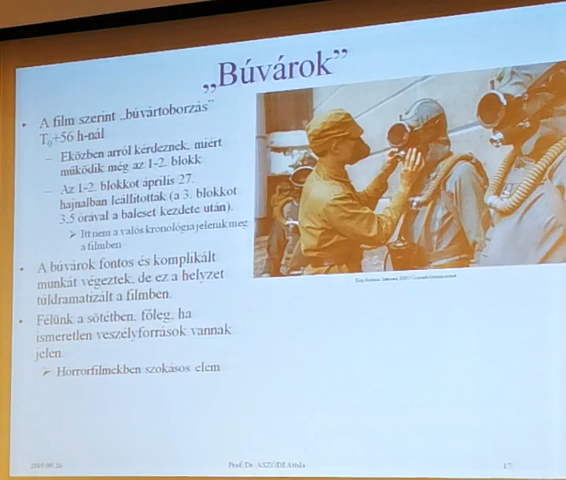 „Búvárok”
• A film szerint „búvártoborzás”
T₀+56 h-nál
– Eközben arról kérdeznek, miért
működik még az 1-2. blokk
– Az 1-2. blokkot április 27.
hajnalban leállították (a 3. blokkot
3,5 órával a baleset kezdete után).
➢ Itt nem a valós kronológia jelenik meg
a filmben
• A búvárok fontos és komplikált
munkát végeztek, de ez a helyzet
túldramatizált a filmben.
• Félünk a sötétben, főleg, ha
ismeretlen veszélyforrások vannak
jelen.
➢ Horrorfilmekben szokásos elem
Prof. Dr. ASZÓDI Attila
17